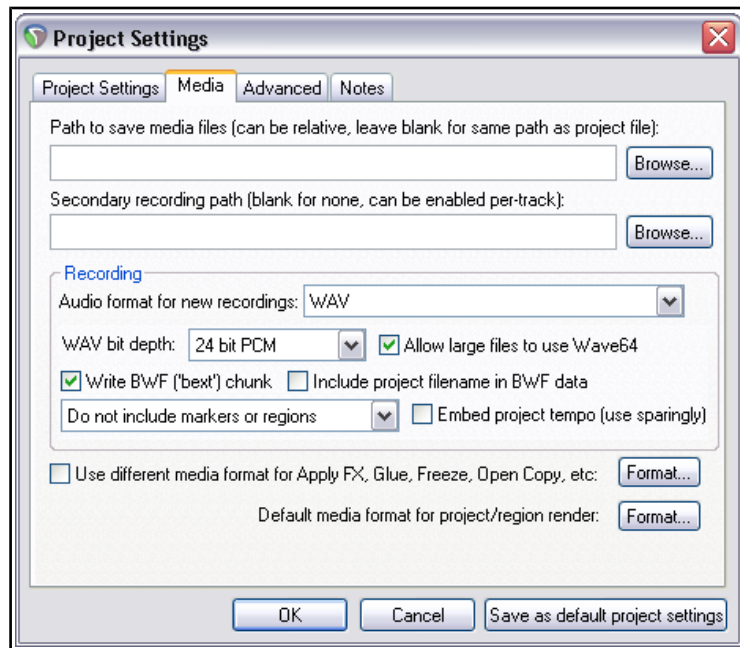 Project Settings
Project Settings Media Advanced Notes
Path to save media files (can be relative, leave blank for same path as project file):
Browse...
Secondary recording path (blank for none, can be enabled per-track):
Browse...
Recording
Audio format for new recordings: WAV
WAV bit depth: 24 bit PCM Allow large files to use Wave64
Write BWF ('bext') chunk Include project filename in BWF data
Do not include markers or regions Embed project tempo (use sparingly)
Use different media format for Apply FX, Glue, Freeze, Open Copy, etc: Format...
Default media format for project/region render: Format...
OK Cancel Save as default project settings